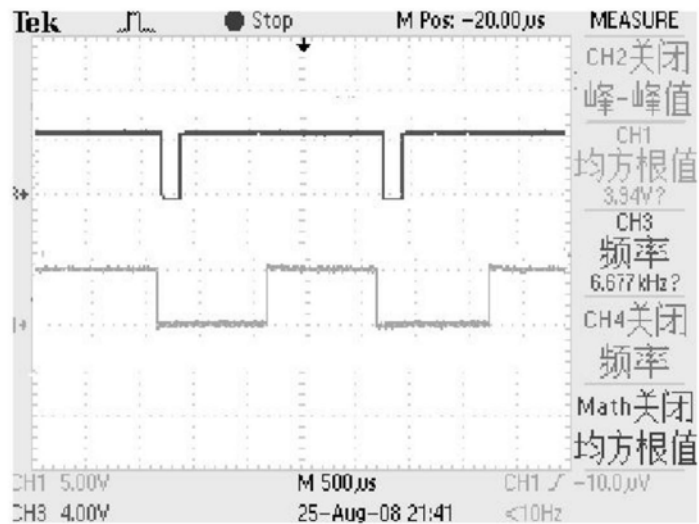 Tek Stop M Pos: -20.00µs MEASURE
CH2关闭
峰-峰值
CH1
均方根值
3.94V?
3+
CH3
频率
6.677kHz?
1+
CH4关闭
频率
Math关闭
均方根值
CH1 5.00V M 500µs CH1 -10.0µV
CH3 4.00V 25-Aug-08 21:41 <10Hz